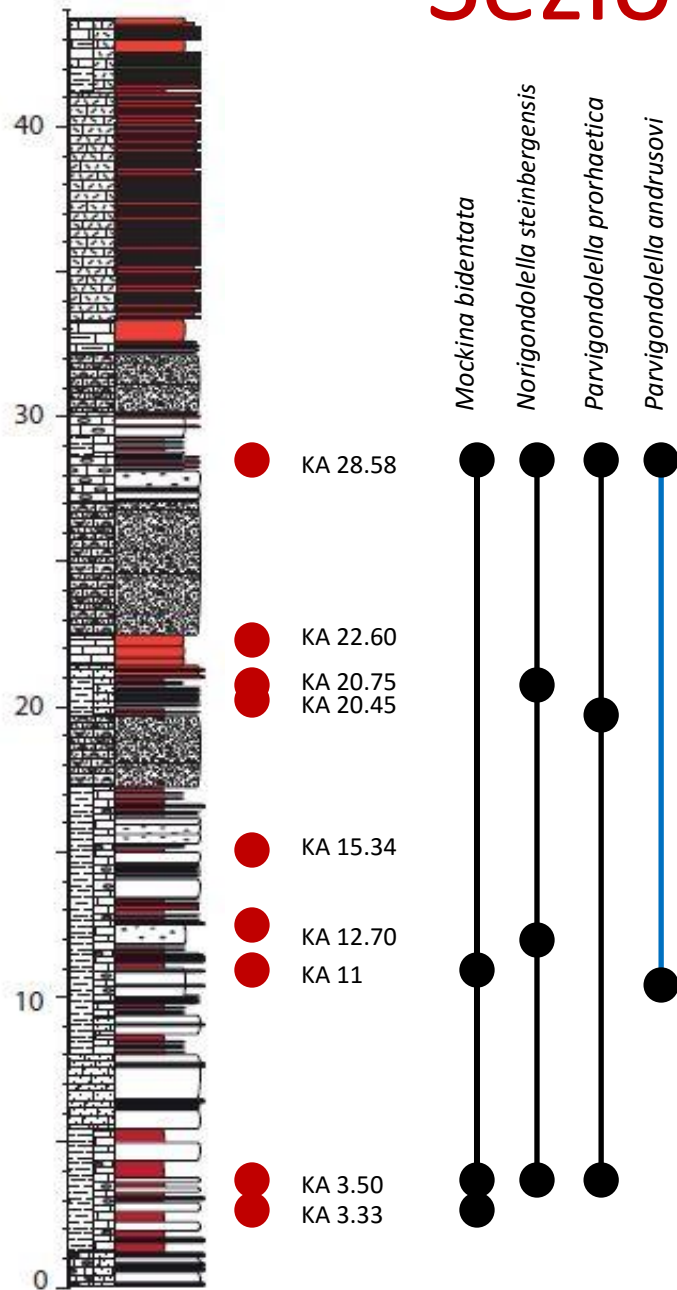 Sezio
40
30
20
10
0
KA 28.58
KA 22.60
KA 20.75
KA 20.45
KA 15.34
KA 12.70
KA 11
KA 3.50
KA 3.33
Mockina bidentata
Norigondolella steinbergensis
Parvigondolella prorhaetica
Parvigondolella andrusovi